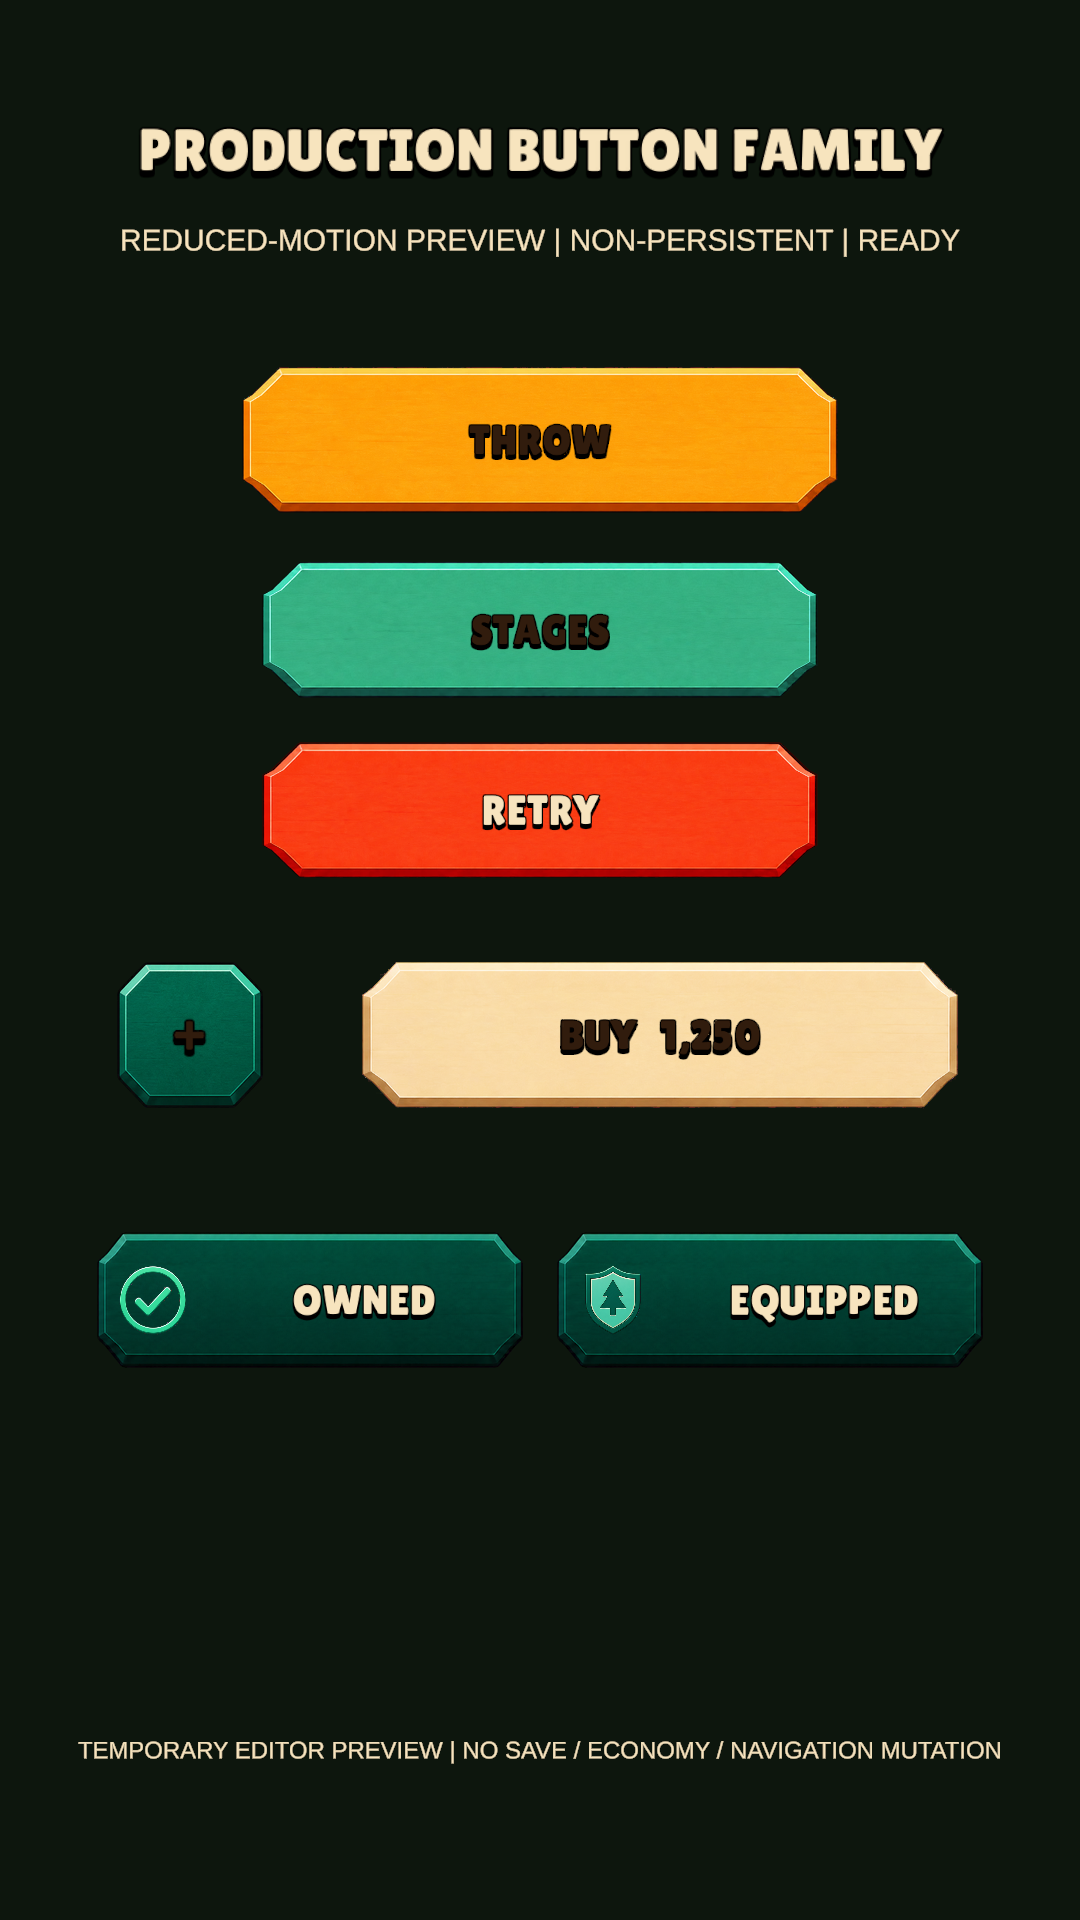 PRODUCTION BUTTON FAMILY
REDUCED-MOTION PREVIEW | NON-PERSISTENT | READY
THROW
STAGES
RETRY
+
BUY 1,250
OWNED
EQUIPPED
TEMPORARY EDITOR PREVIEW | NO SAVE / ECONOMY / NAVIGATION MUTATION